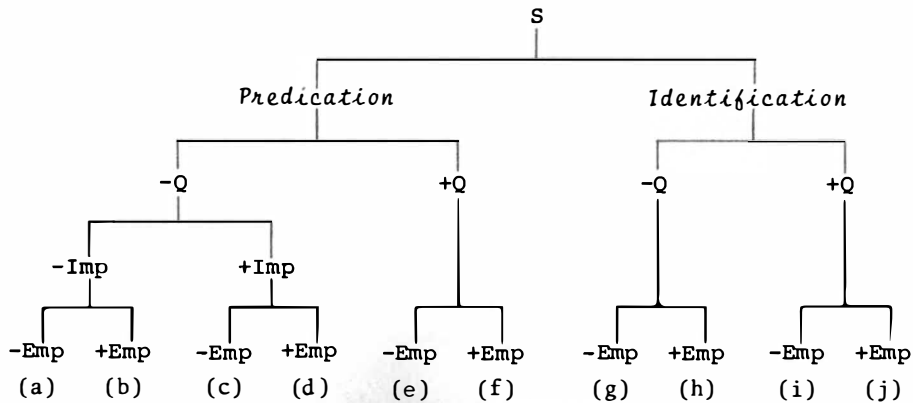 S
Predication Identification
-Q +Q -Q +Q
-Imp +Imp
-Emp +Emp -Emp +Emp -Emp +Emp -Emp +Emp -Emp +Emp
(a) (b) (c) (d) (e) (f) (g) (h) (i) (j)